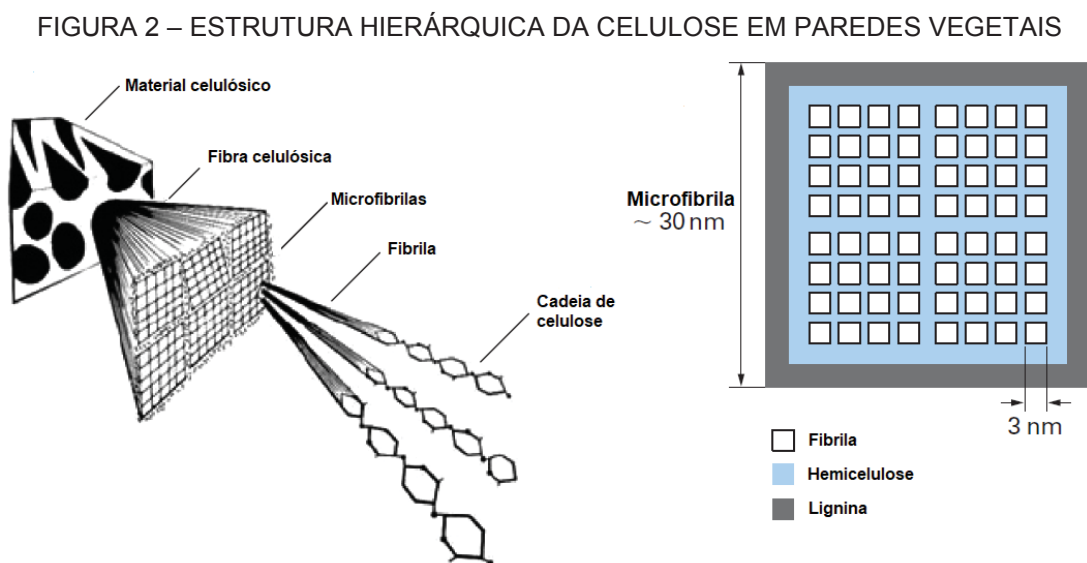 FIGURA 2 – ESTRUTURA HIERÁRQUICA DA CELULOSE EM PAREDES VEGETAIS
Material celulósico
Fibra celulósica
Microfibrilas
Fibrila
Cadeia de
celulose
Microfibrila
~ 30 nm
3 nm
Fibrila
Hemicelulose
Lignina